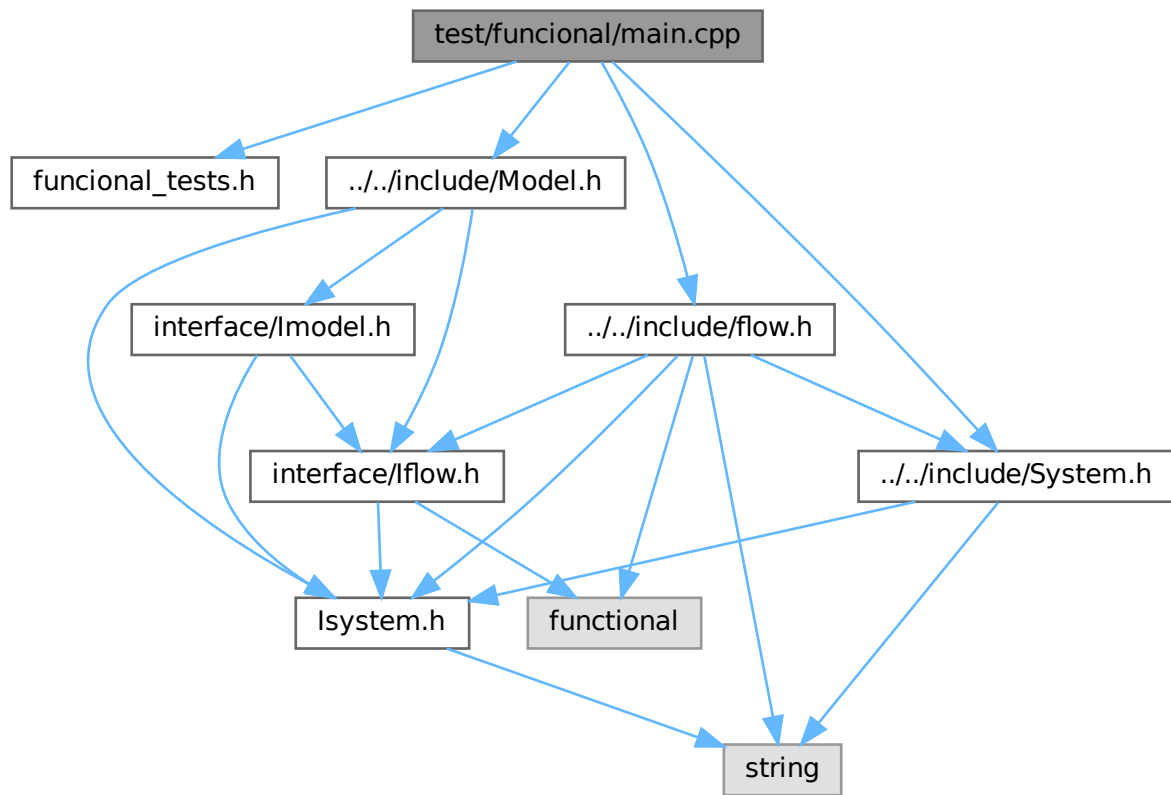 test/funcional/main.cpp
funcional_tests.h
../../include/Model.h
interface/Imodel.h
../../include/flow.h
interface/Iflow.h
../../include/System.h
Isystem.h
functional
string